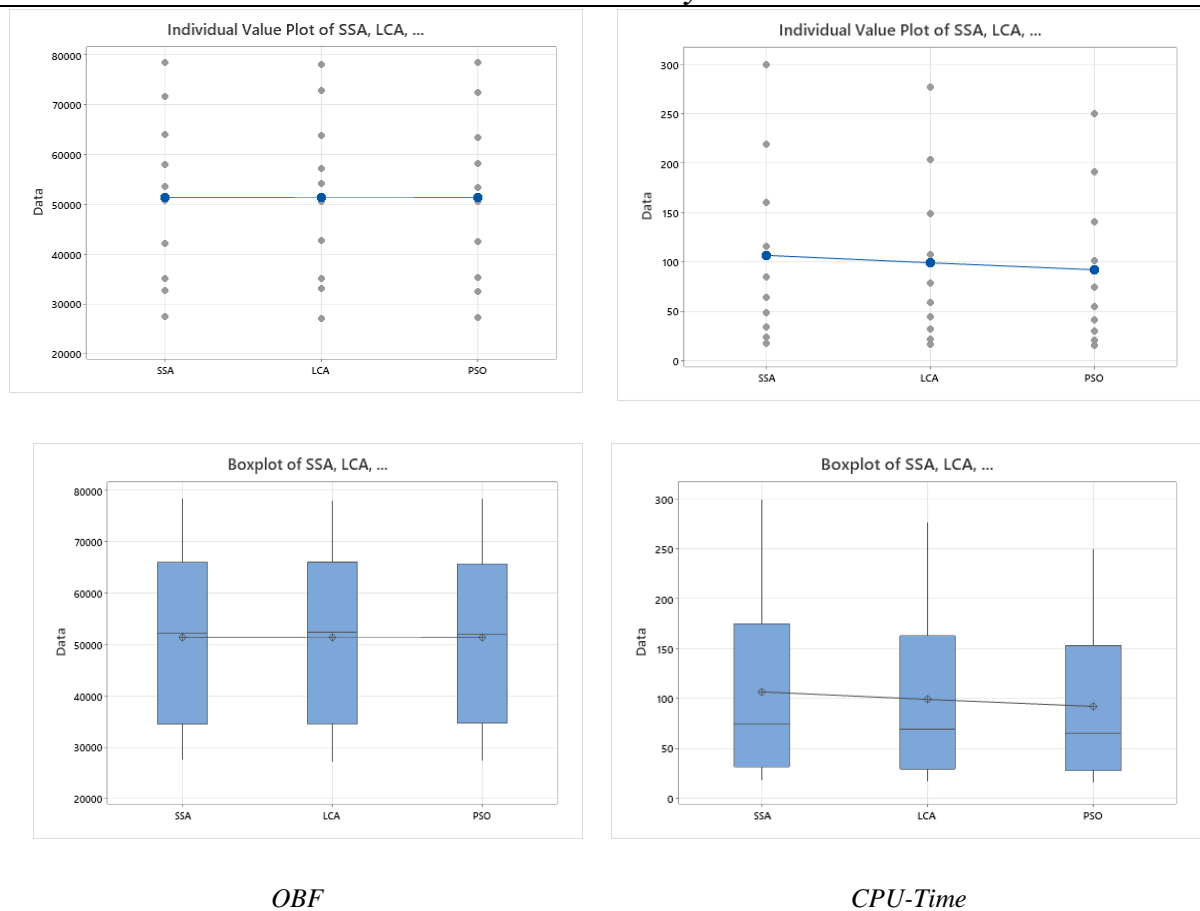 Individual Value Plot of SSA, LCA, ...
80000
70000
60000
50000
40000
30000
20000
Data
SSA LCA PSO
Individual Value Plot of SSA, LCA, ...
300
250
200
150
100
50
0
Data
SSA LCA PSO
Boxplot of SSA, LCA, ...
80000
70000
60000
50000
40000
30000
20000
Data
SSA LCA PSO
Boxplot of SSA, LCA, ...
300
250
200
150
100
50
0
Data
SSA LCA PSO
OBF
CPU-Time